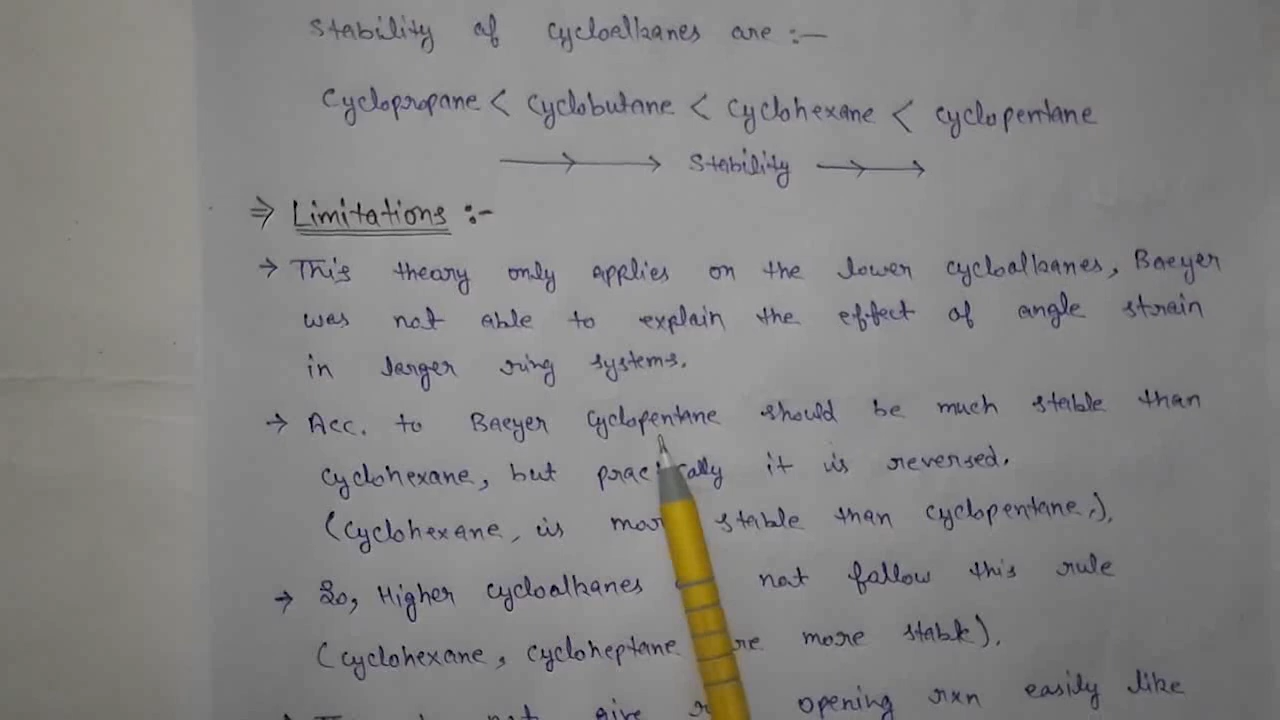 Stability of cycloalkanes are :-
Cyclopropane < cyclobutane < cyclohexane < cyclopentane
Stability
⇒ Limitations :-
→ This theory only applies on the lower cycloalkanes, Baeyer
was not able to explain the effect of angle strain
in larger ring systems.
→ Acc. to Baeyer cyclopentane should be much stable than
cyclohexane, but it is reversed.
(cyclohexane, is stable than cyclopentane,).
→ So, Higher cycloalkanes not follow this rule
(cyclohexane, cycloheptane more stable).
not give opening rxn easily like